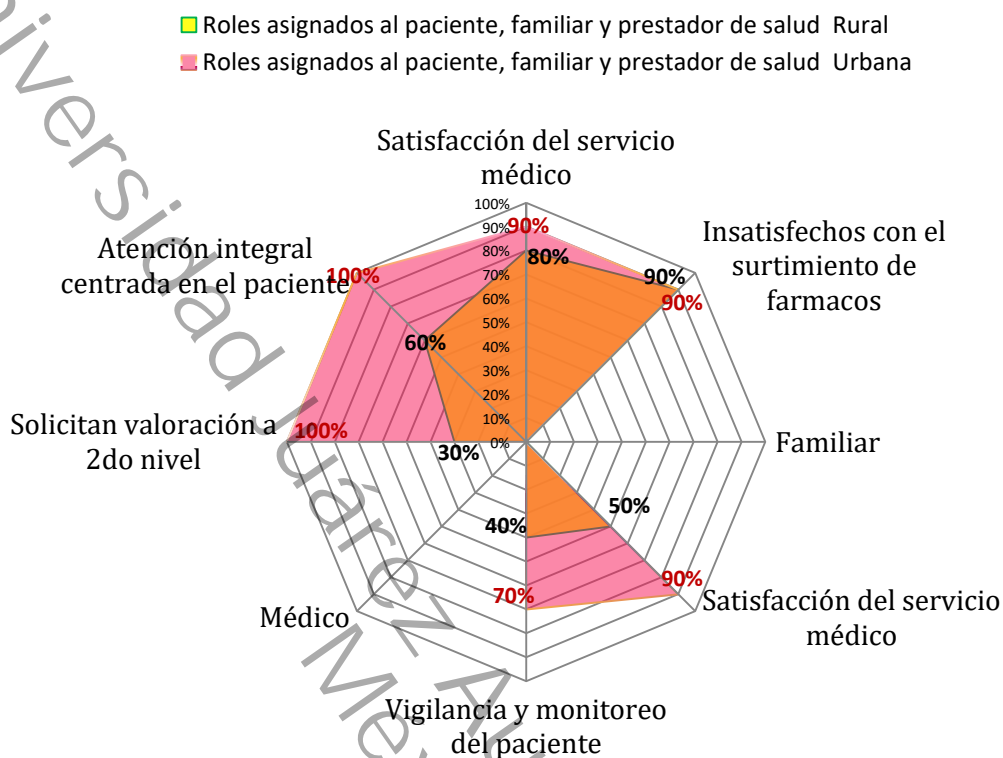 Roles asignados al paciente, familiar y prestador de salud Rural
Roles asignados al paciente, familiar y prestador de salud Urbana
Satisfacción del servicio
médico
Insatisfechos con el
surtimiento de
farmacos
Familiar
Satisfacción del servicio
médico
Vigilancia y monitoreo
del paciente
Médico
Solicitan valoración a
2do nivel
Atención integral
centrada en el paciente
100%
90%
80%
70%
60%
50%
40%
30%
20%
10%
0%
90%
80%
90%
90%
50%
90%
40%
70%
30%
100%
60%
100%
Juárez